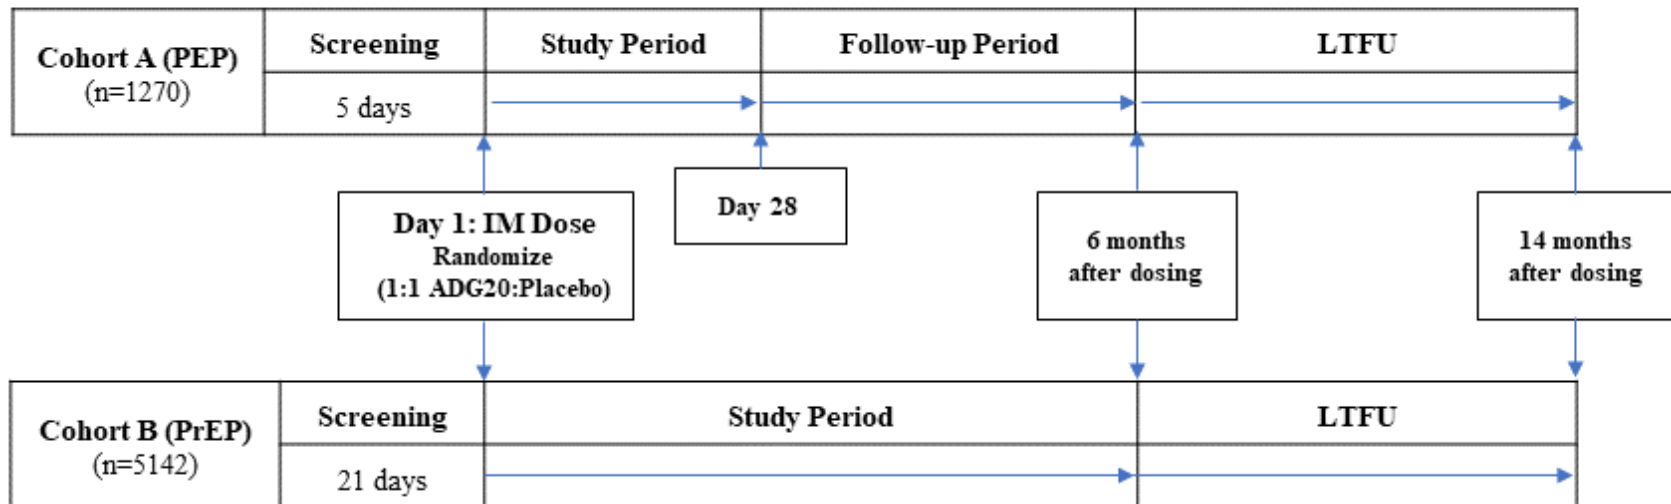 Cohort A (PEP)
(n=1270)
Screening
Study Period
Follow-up Period
LTFU
5 days
Day 1: IM Dose
Randomize
(1:1 ADG20:Placebo)
Day 28
6 months
after dosing
14 months
after dosing
Cohort B (PrEP)
(n=5142)
Screening
Study Period
LTFU
21 days